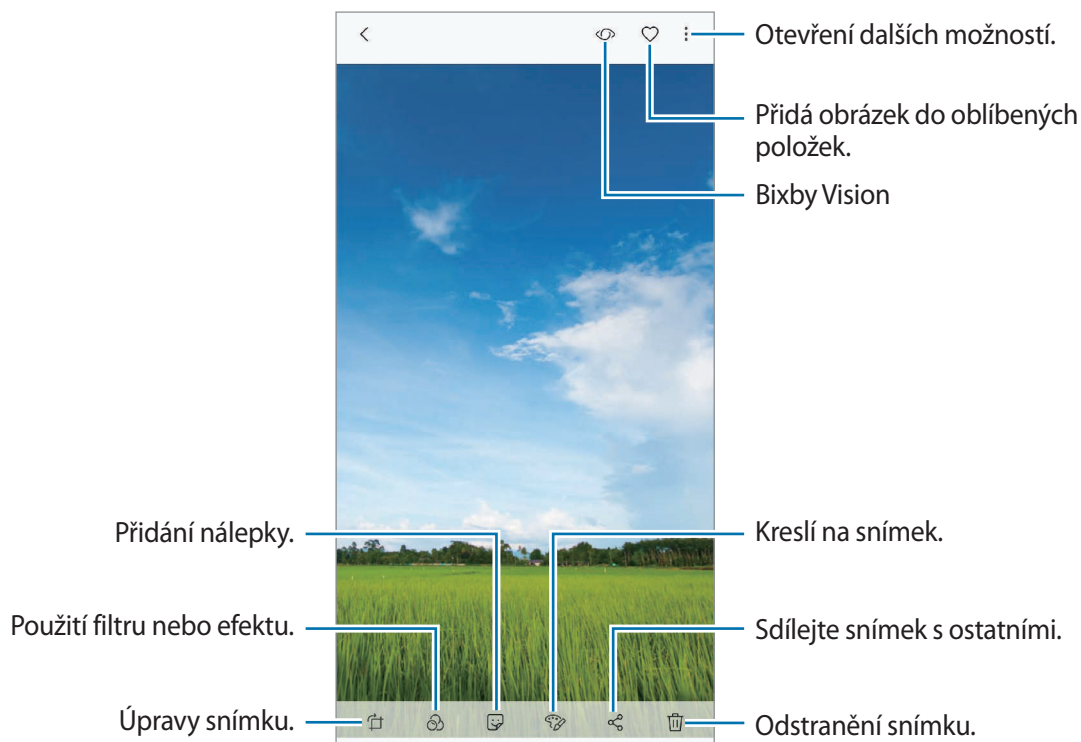 Otevření dalších možností.
Přidá obrázek do oblíbených
položek.
Bixby Vision
Přidání nálepky.
Kreslí na snímek.
Použití filtru nebo efektu.
Sdílejte snímek s ostatními.
Úpravy snímku.
Odstranění snímku.